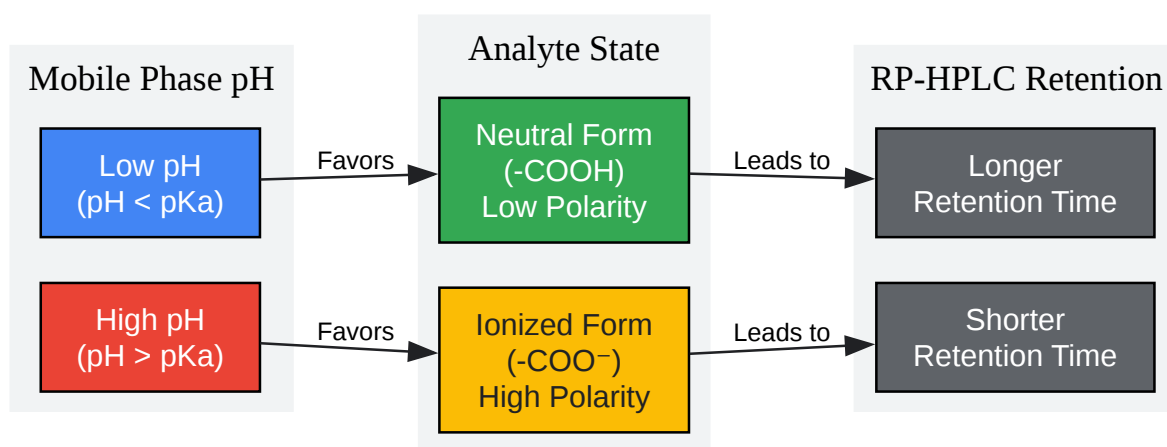 Mobile Phase pH
Low pH
(pH < pKa)
High pH
(pH > pKa)
Favors
Favors
Analyte State
Neutral Form
(-COOH)
Low Polarity
Ionized Form
(-COO⁻)
High Polarity
Leads to
Leads to
RP-HPLC Retention
Longer
Retention Time
Shorter
Retention Time